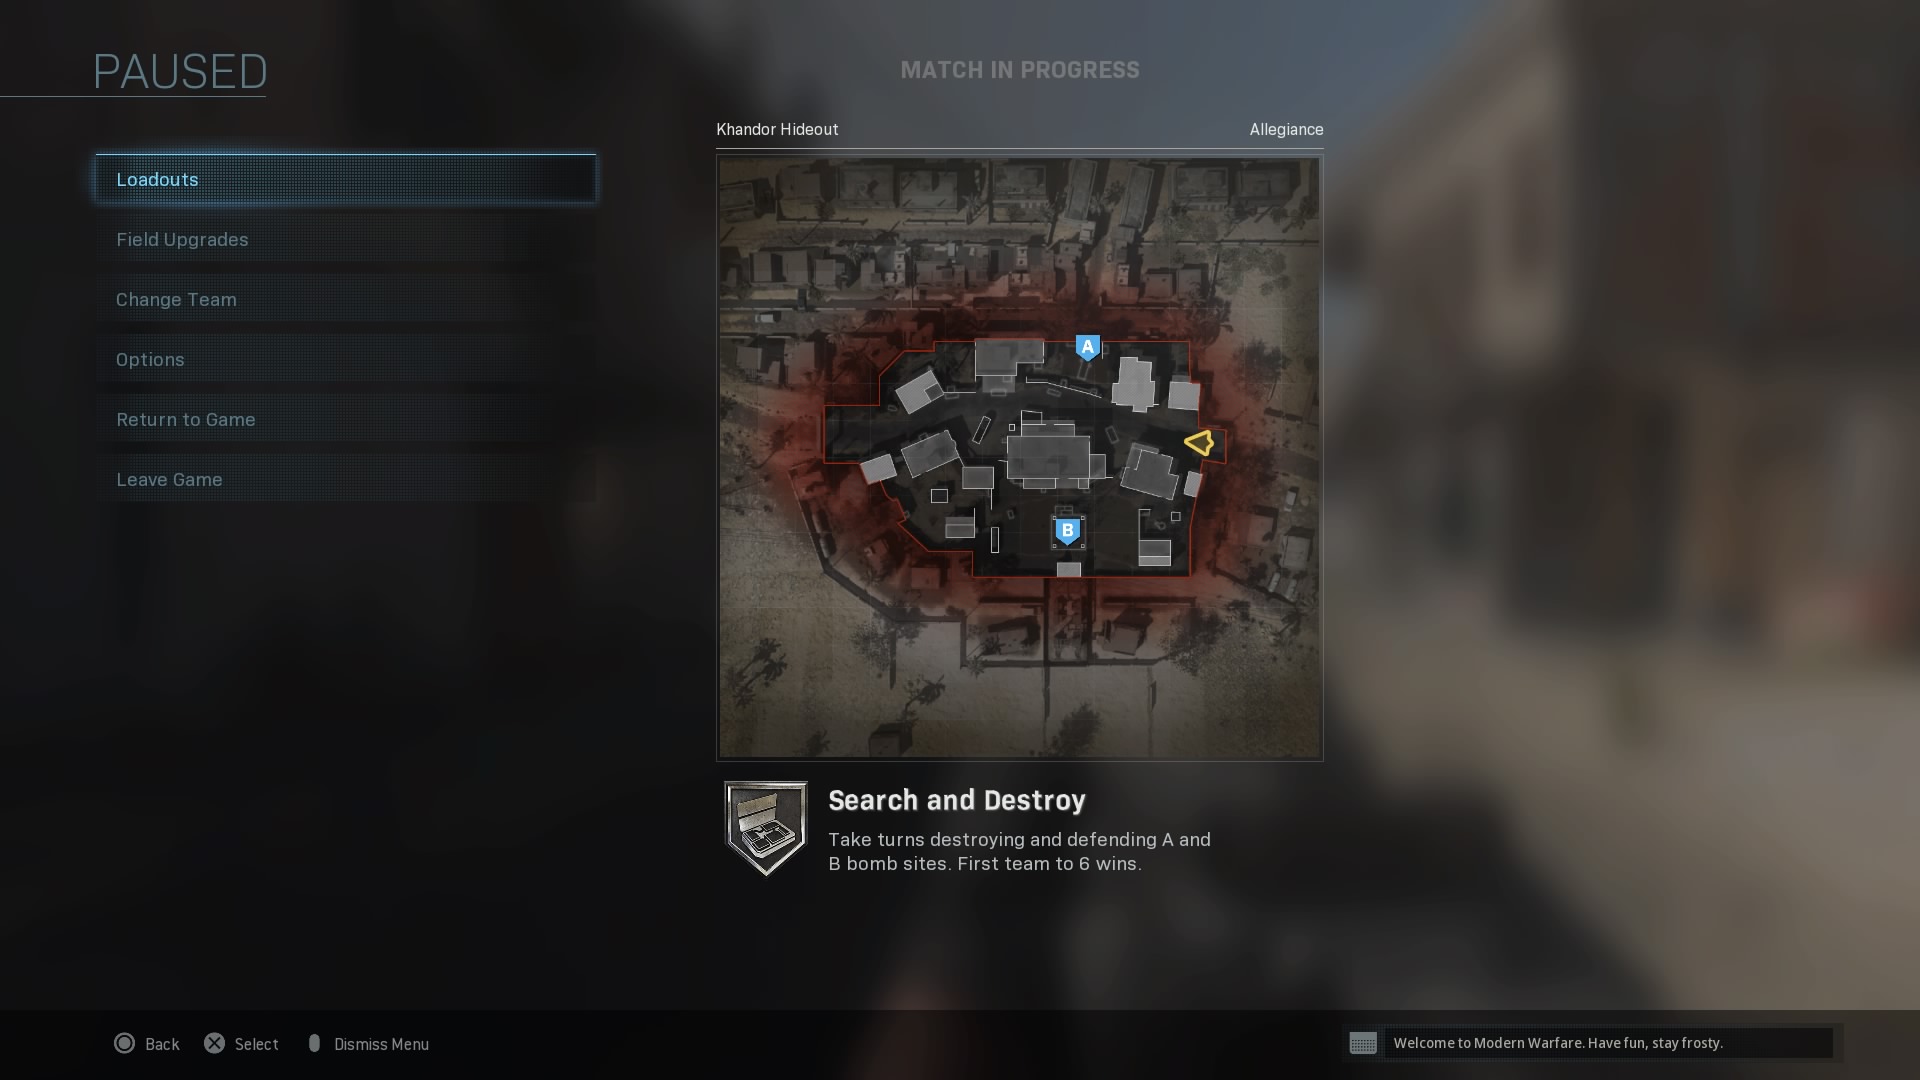 PAUSED
MATCH IN PROGRESS
Khandor Hideout
Allegiance
Loadouts
Field Upgrades
Change Team
Options
Return to Game
Leave Game
A
B
Search and Destroy
Take turns destroying and defending A and
B bomb sites. First team to 6 wins.
Back
Select
Dismiss Menu
Welcome to Modern Warfare. Have fun, stay frosty.